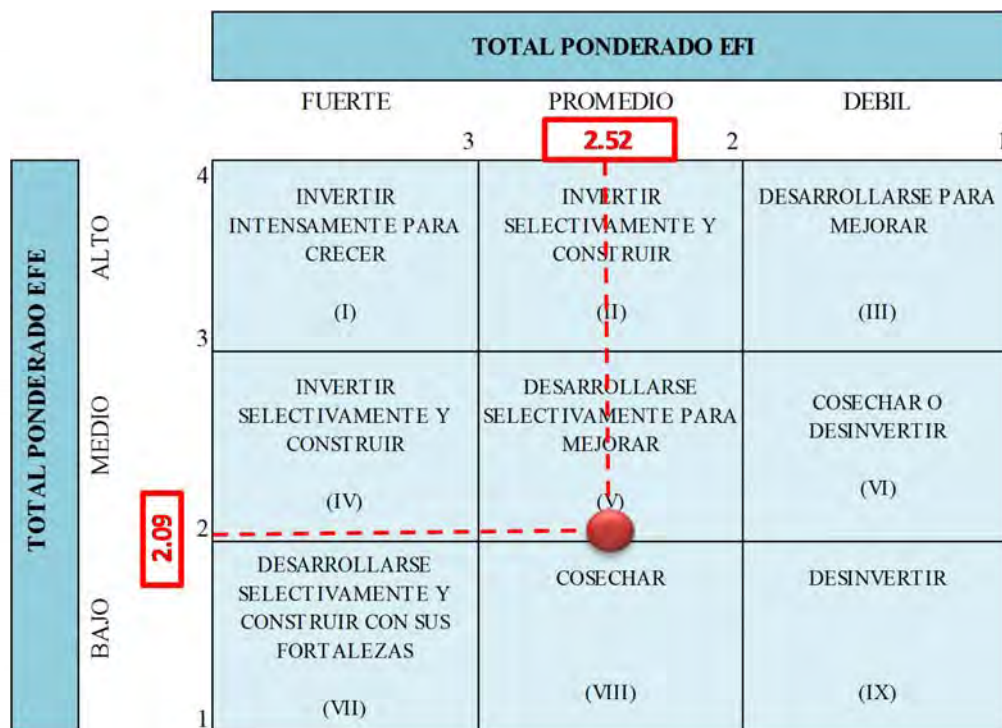 TOTAL PONDERADO EFI
FUERTE PROMEDIO DEBIL
3 2.52 2 1
TOTAL PONDERADO EFE
ALTO
MEDIO
BAJO
2.09
4
INVERTIR
INTENSAMENTE PARA
CRECER
(I)
INVERTIR
SELECTIVAMENTE Y
CONSTRUIR
(II)
DESARROLLARSE PARA
MEJORAR
(III)
3
INVERTIR
SELECTIVAMENTE Y
CONSTRUIR
(IV)
DESARROLLARSE
SELECTIVAMENTE PARA
MEJORAR
(V)
COSECHAR O
DESINVERTIR
(VI)
2
DESARROLLARSE
SELECTIVAMENTE Y
CONSTRUIR CON SUS
FORTALEZAS
(VII)
COSECHAR
(VIII)
DESINVERTIR
(IX)
1